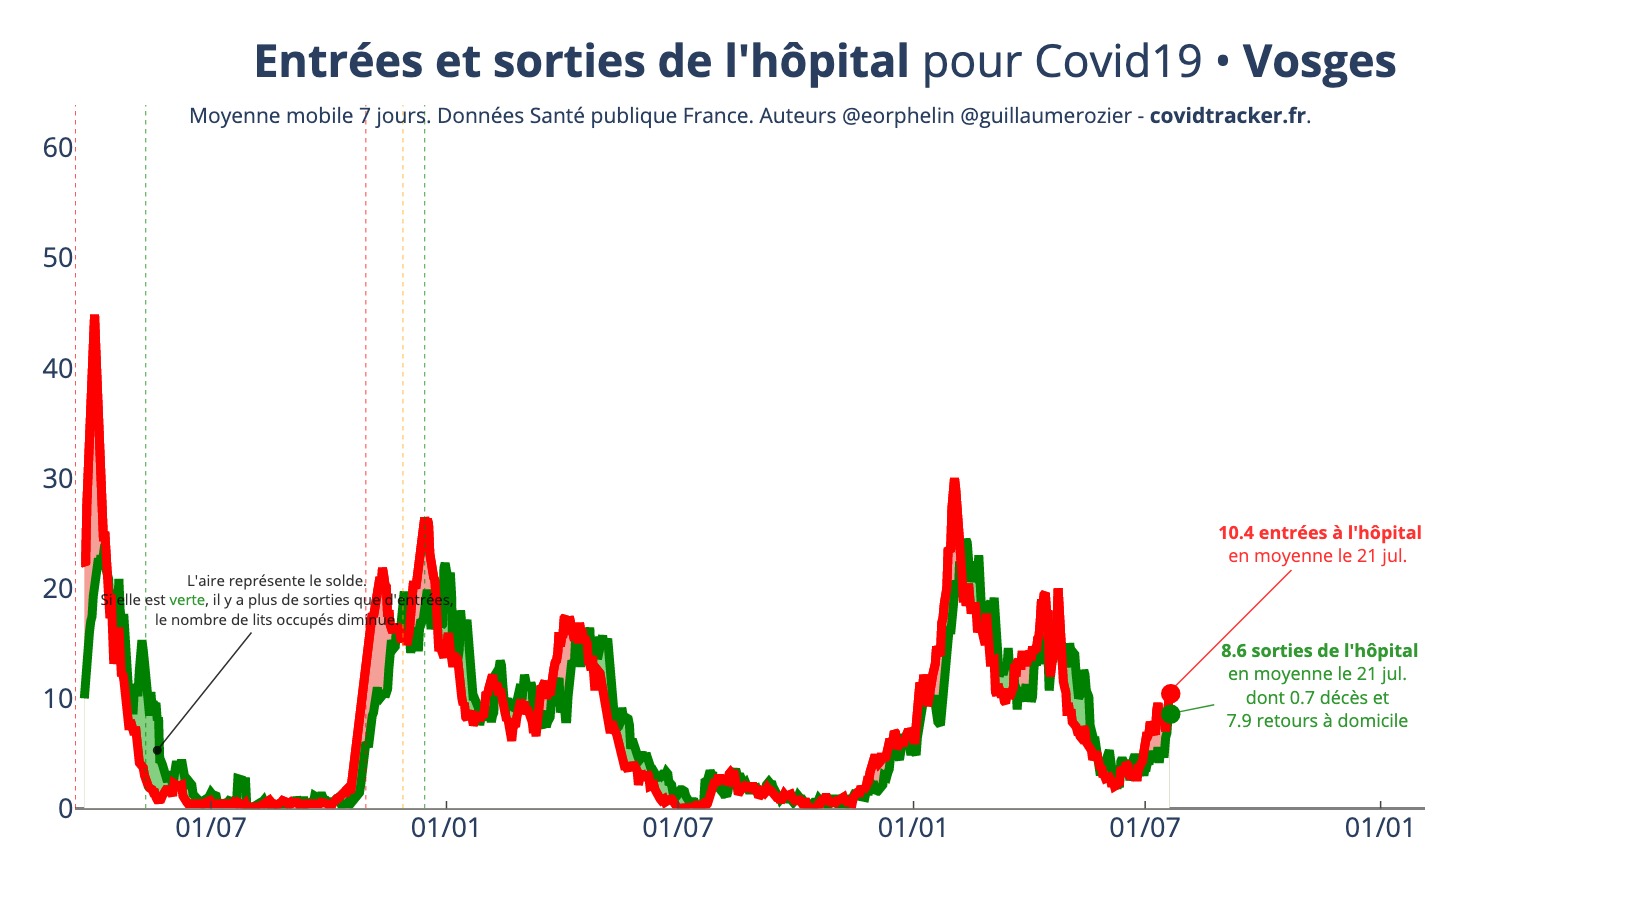 Entrées et sorties de l'hôpital pour Covid19 • Vosges
Moyenne mobile 7 jours. Données Santé publique France. Auteurs @eorphelin @guillaumerozier - covidtracker.fr.
60
50
40
30
20
10
0
L'aire représente le solde.
Si elle est verte, il y a plus de sorties que d'entrées,
le nombre de lits occupés diminue.
10.4 entrées à l'hôpital
en moyenne le 21 jul.
8.6 sorties de l'hôpital
en moyenne le 21 jul.
dont 0.7 décès et
7.9 retours à domicile
01/07
01/01
01/07
01/01
01/07
01/01